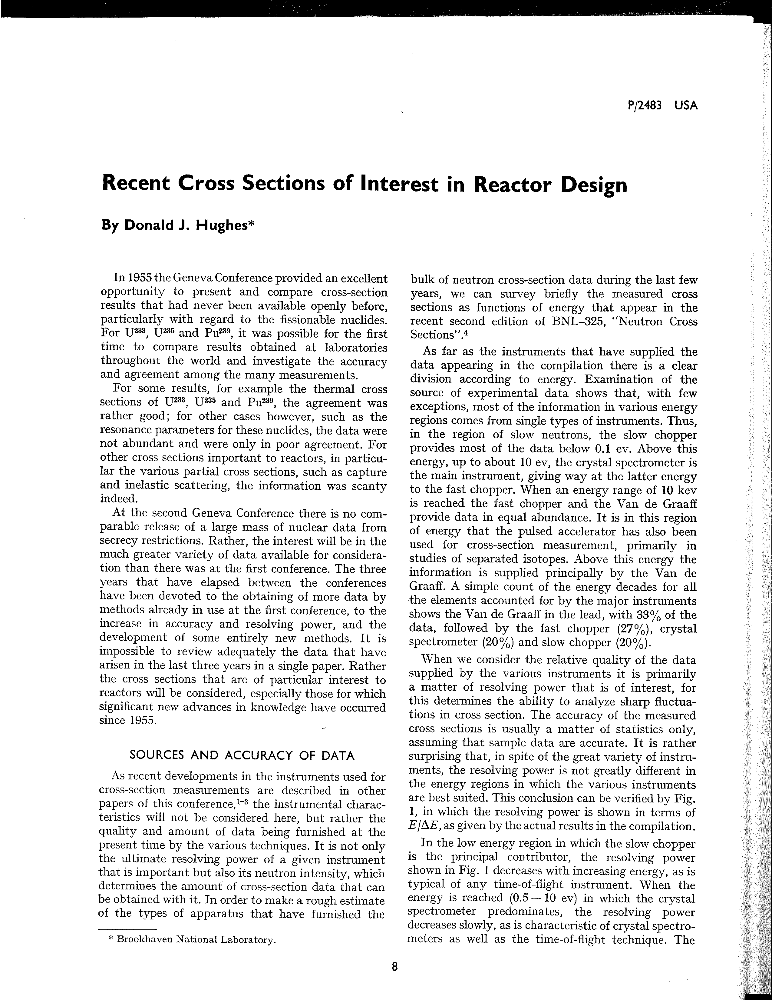 P/2483 USA
Recent Cross Sections of Interest in Reactor Design
By Donald J. Hughes*
In 1955 the Geneva Conference provided an excellent
opportunity to present and compare cross-section
results that had never been available openly before,
particularly with regard to the fissionable nuclides.
For U²³³, U²³⁵ and Pu²³⁹, it was possible for the first
time to compare results obtained at laboratories
throughout the world and investigate the accuracy
and agreement among the many measurements.
For some results, for example the thermal cross
sections of U²³³, U²³⁵ and Pu²³⁹, the agreement was
rather good; for other cases however, such as the
resonance parameters for these nuclides, the data were
not abundant and were only in poor agreement. For
other cross sections important to reactors, in particu-
lar the various partial cross sections, such as capture
and inelastic scattering, the information was scanty
indeed.
At the second Geneva Conference there is no com-
parable release of a large mass of nuclear data from
secrecy restrictions. Rather, the interest will be in the
much greater variety of data available for considera-
tion than there was at the first conference. The three
years that have elapsed between the conferences
have been devoted to the obtaining of more data by
methods already in use at the first conference, to the
increase in accuracy and resolving power, and the
development of some entirely new methods. It is
impossible to review adequately the data that have
arisen in the last three years in a single paper. Rather
the cross sections that are of particular interest to
reactors will be considered, especially those for which
significant new advances in knowledge have occurred
since 1955.
SOURCES AND ACCURACY OF DATA
As recent developments in the instruments used for
cross-section measurements are described in other
papers of this conference,¹⁻³ the instrumental charac-
teristics will not be considered here, but rather the
quality and amount of data being furnished at the
present time by the various techniques. It is not only
the ultimate resolving power of a given instrument
that is important but also its neutron intensity, which
determines the amount of cross-section data that can
be obtained with it. In order to make a rough estimate
of the types of apparatus that have furnished the
* Brookhaven National Laboratory.
bulk of neutron cross-section data during the last few
years, we can survey briefly the measured cross
sections as functions of energy that appear in the
recent second edition of BNL–325, “Neutron Cross
Sections”.⁴
As far as the instruments that have supplied the
data appearing in the compilation there is a clear
division according to energy. Examination of the
source of experimental data shows that, with few
exceptions, most of the information in various energy
regions comes from single types of instruments. Thus,
in the region of slow neutrons, the slow chopper
provides most of the data below 0.1 ev. Above this
energy, up to about 10 ev, the crystal spectrometer is
the main instrument, giving way at the latter energy
to the fast chopper. When an energy range of 10 kev
is reached the fast chopper and the Van de Graaff
provide data in equal abundance. It is in this region
of energy that the pulsed accelerator has also been
used for cross-section measurement, primarily in
studies of separated isotopes. Above this energy the
information is supplied principally by the Van de
Graaff. A simple count of the energy decades for all
the elements accounted for by the major instruments
shows the Van de Graaff in the lead, with 33% of the
data, followed by the fast chopper (27%), crystal
spectrometer (20%) and slow chopper (20%).
When we consider the relative quality of the data
supplied by the various instruments it is primarily
a matter of resolving power that is of interest, for
this determines the ability to analyze sharp fluctua-
tions in cross section. The accuracy of the measured
cross sections is usually a matter of statistics only,
assuming that sample data are accurate. It is rather
surprising that, in spite of the great variety of instru-
ments, the resolving power is not greatly different in
the energy regions in which the various instruments
are best suited. This conclusion can be verified by Fig.
1, in which the resolving power is shown in terms of
E/ΔE, as given by the actual results in the compilation.
In the low energy region in which the slow chopper
is the principal contributor, the resolving power
shown in Fig. 1 decreases with increasing energy, as is
typical of any time-of-flight instrument. When the
energy is reached (0.5 — 10 ev) in which the crystal
spectrometer predominates, the resolving power
decreases slowly, as is characteristic of crystal spectro-
meters as well as the time-of-flight technique. The
8